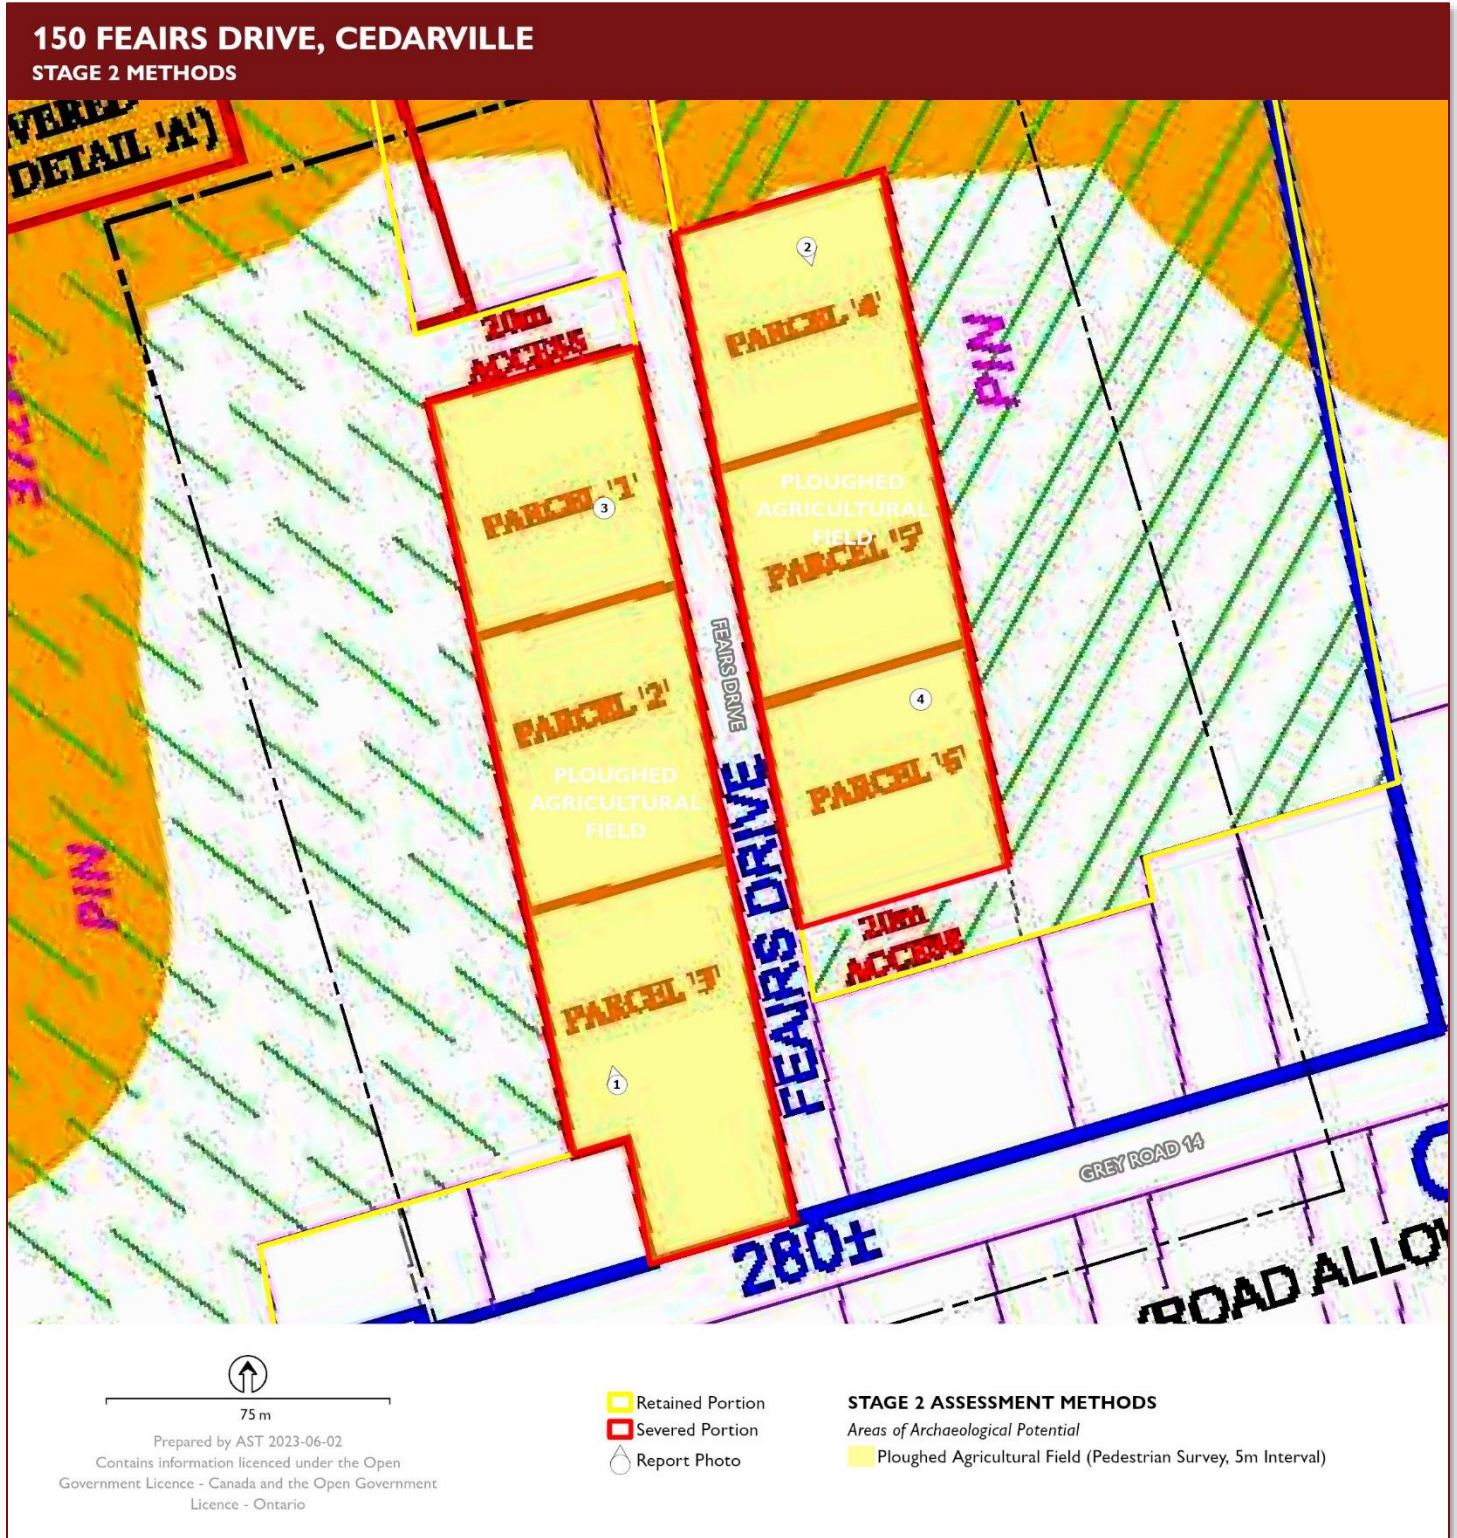 150 FEAIRS DRIVE, CEDARVILLE
STAGE 2 METHODS
DETAIL 'A')
20m
ACCESS
2
PARCEL '4'
PIN
PARCEL '1'
3
PLOUGHED
AGRICULTURAL
FIELD
PARCEL '5'
FEAIRS DRIVE
PARCEL '2'
4
PARCEL '6'
PLOUGHED
AGRICULTURAL
FIELD
FEAIRS DRIVE
PIN
20m
ACCESS
PARCEL '3'
1
GREY ROAD 14
280±
(ROAD
75 m
Prepared by AST 2023-06-02
Contains information licenced under the Open
Government Licence - Canada and the Open Government
Licence - Ontario
Retained Portion
Severed Portion
Report Photo
STAGE 2 ASSESSMENT METHODS
Areas of Archaeological Potential
Ploughed Agricultural Field (Pedestrian Survey, 5m Interval)